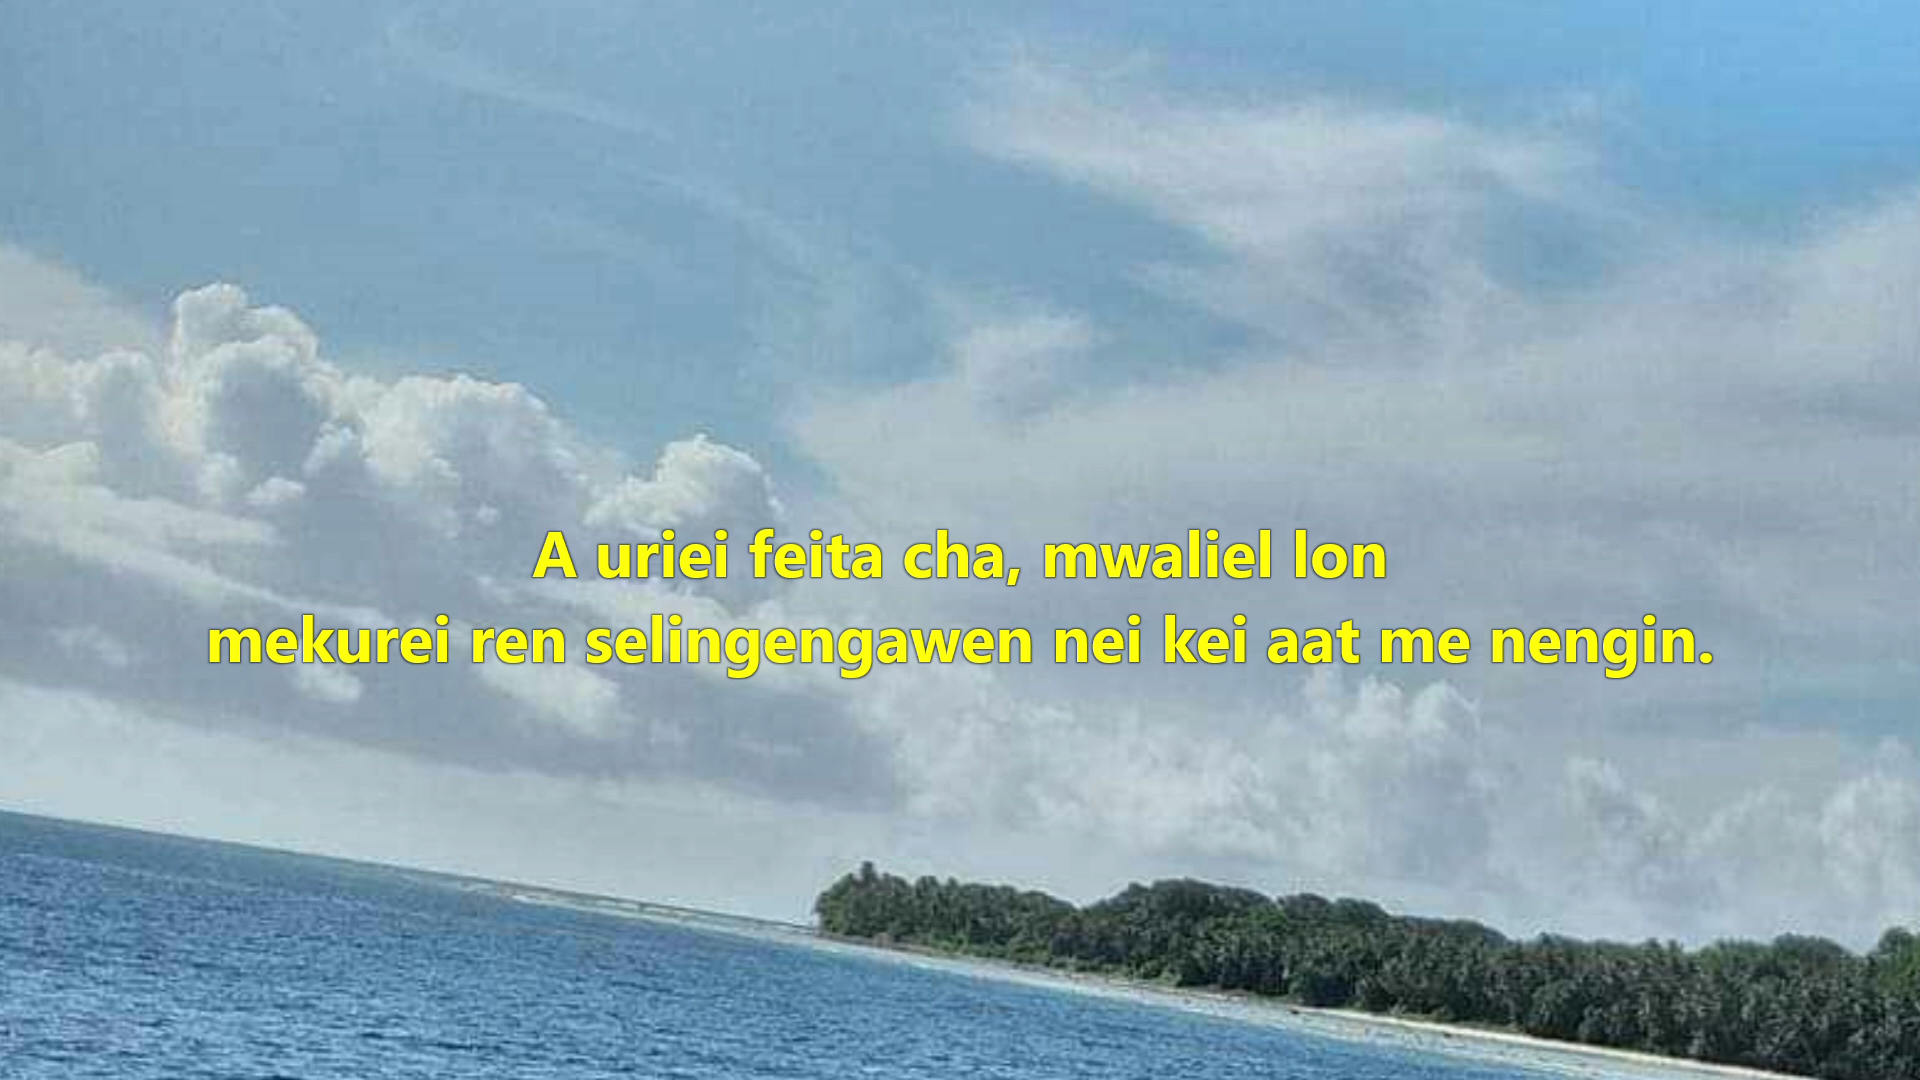 A uriei feita cha, mwaliel lon
mekurei ren selingengawen nei kei aat me nengin.